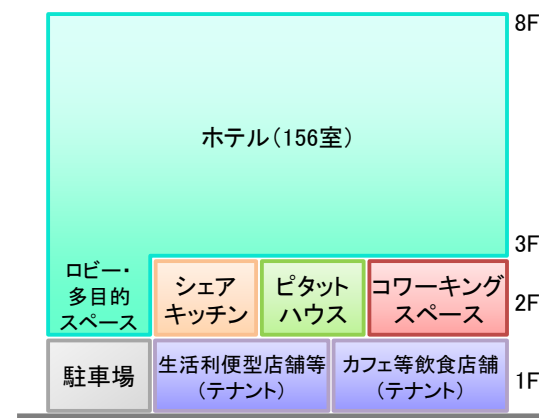 8F
ホテル(156室)
3F
ロビー・
多目的
スペース
シェア
キッチン
ピタット
ハウス
コワーキング
スペース
2F
駐車場
生活利便型店舗等
(テナント)
カフェ等飲食店舗
(テナント)
1F